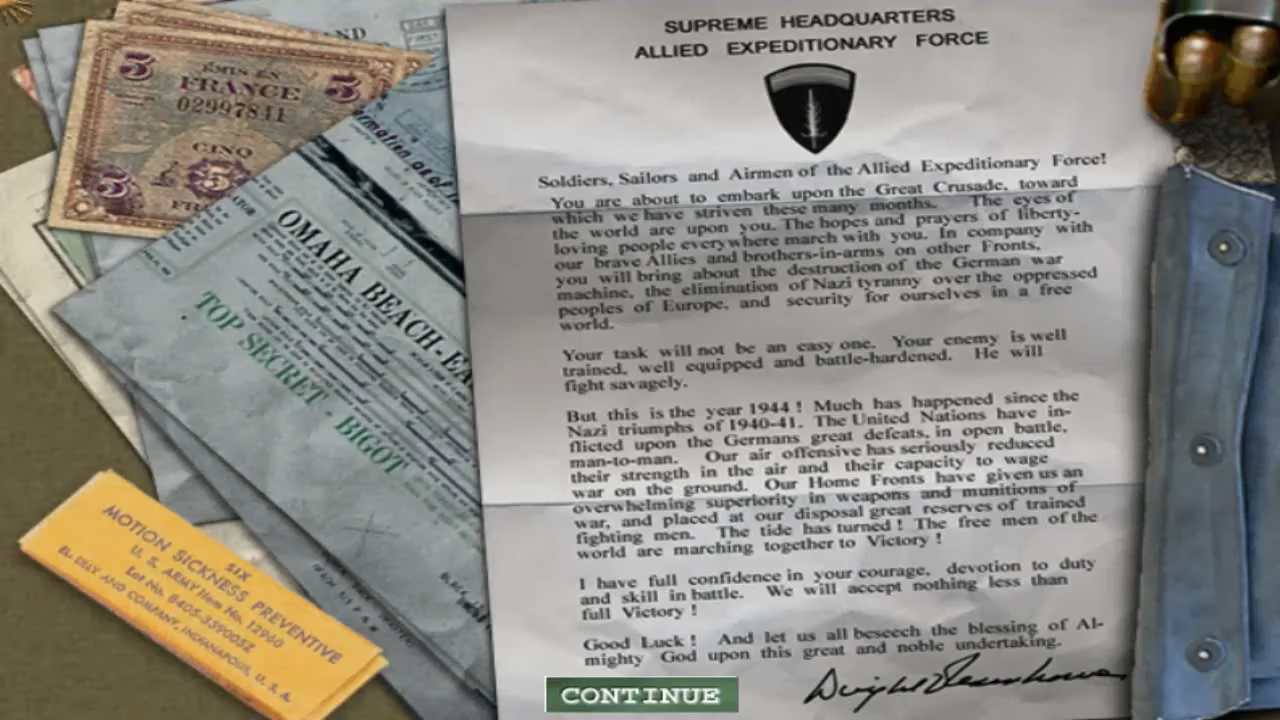 SUPREME HEADQUARTERS
ALLIED EXPEDITIONARY FORCE
Soldiers, Sailors and Airmen of the Allied Expeditionary Force!
You are about to embark upon the Great Crusade, toward
which we have striven these many months. The eyes of
the world are upon you. The hopes and prayers of liberty-
loving people everywhere march with you. In company with
our brave Allies and brothers-in-arms on other Fronts,
you will bring about the destruction of the German war
machine, the elimination of Nazi tyranny over the oppressed
peoples of Europe, and security for ourselves in a free
world.
Your task will not be an easy one. Your enemy is well
trained, well equipped and battle-hardened. He will
fight savagely.
But this is the year 1944 ! Much has happened since the
Nazi triumphs of 1940-41. The United Nations have in-
flicted upon the Germans great defeats, in open battle,
man-to-man. Our air offensive has seriously reduced
their strength in the air and their capacity to wage
war on the ground. Our Home Fronts have given us an
overwhelming superiority in weapons and munitions of
war, and placed at our disposal great reserves of trained
fighting men. The tide has turned ! The free men of the
world are marching together to Victory !
I have full confidence in your courage, devotion to duty
and skill in battle. We will accept nothing less than
full Victory !
Good Luck ! And let us all beseech the blessing of Al-
mighty God upon this great and noble undertaking.
Dwight Eisenhower
CONTINUE
5 ÉMIS EN 5
FRANCE
02997841
CINQ
5 5
OMAHA BEACH-EA
TOP SECRET - BIGOT
SIX
MOTION SICKNESS PREVENTIVE
U. S. ARMY Item No. 12960
Lot No. 8405-359005Z
ELI LILLY AND COMPANY, INDIANAPOLIS, U. S. A.